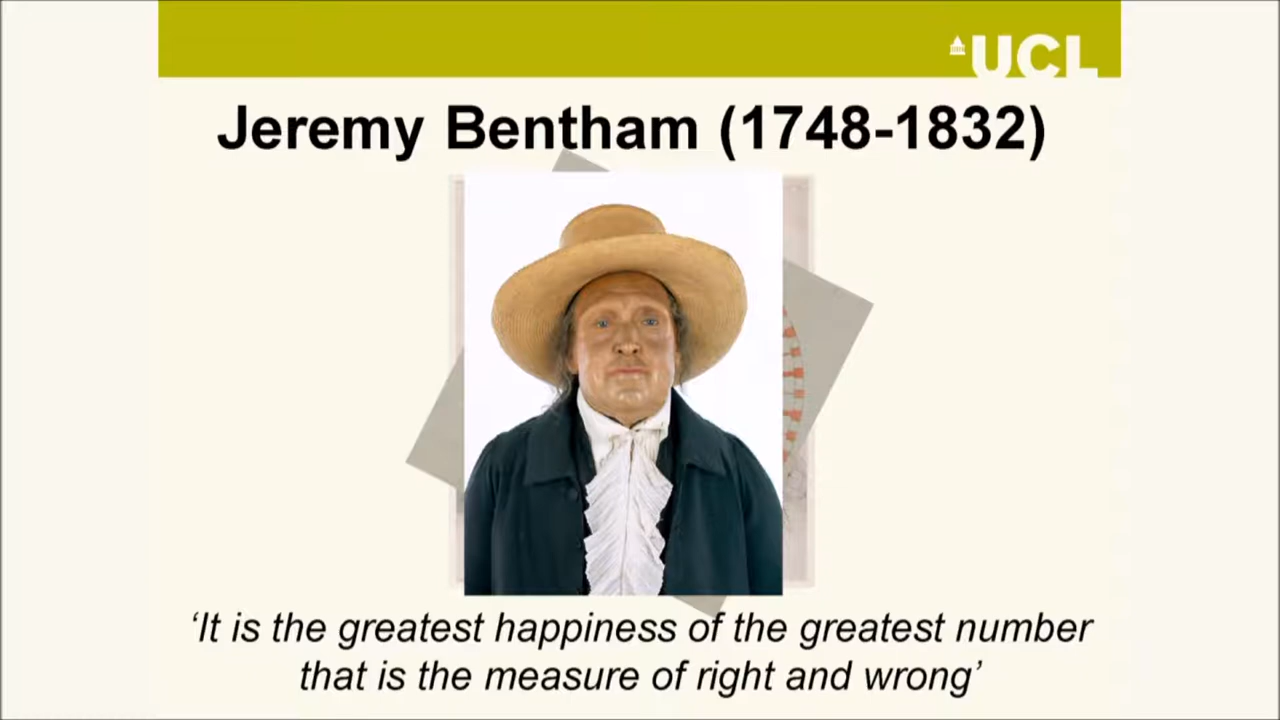 UCL
Jeremy Bentham (1748-1832)
‘It is the greatest happiness of the greatest number
that is the measure of right and wrong’